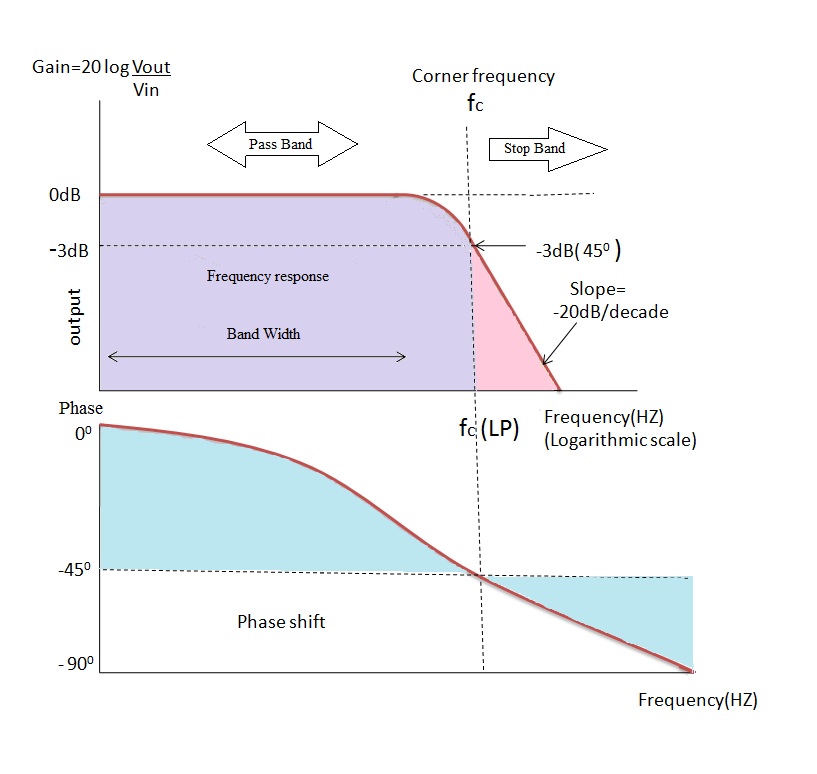 Gain=20 log Vout
Vin
Corner frequency
fc
Pass Band
Stop Band
0dB
-3dB
-3dB( 45⁰ )
Frequency response
Slope=
-20dB/decade
output
Band Width
Phase
0⁰
fc (LP)
Frequency(HZ)
(Logarithmic scale)
-45⁰
Phase shift
- 90⁰
Frequency(HZ)